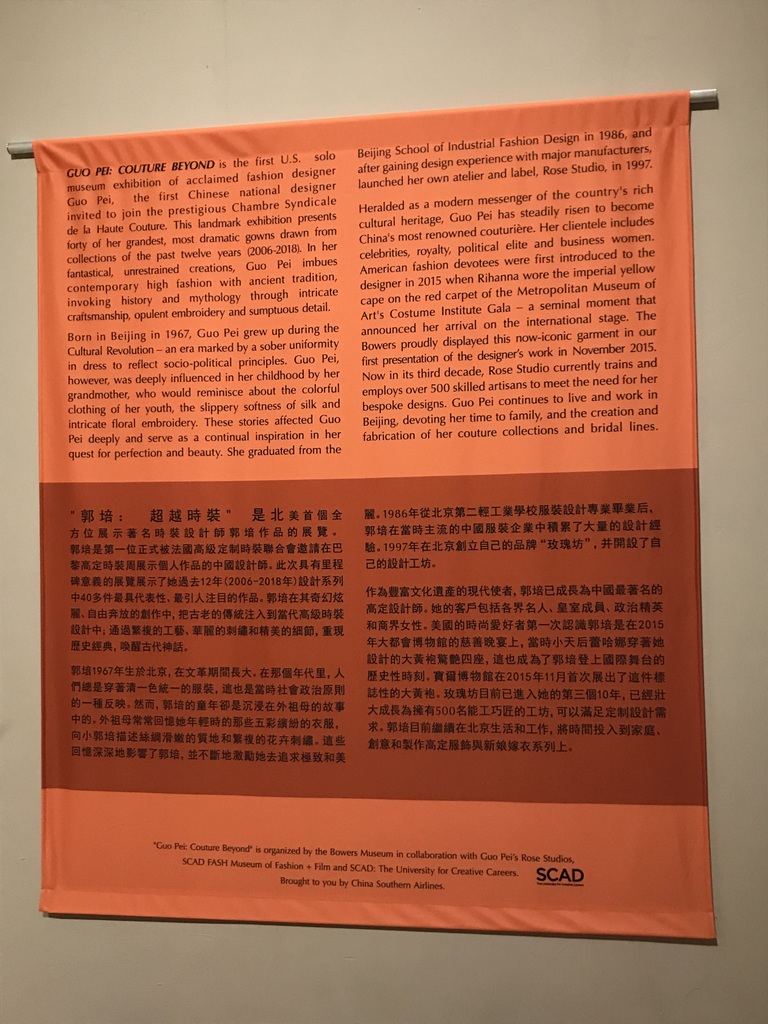 GUO PEI: COUTURE BEYOND is the first U.S. solo
museum exhibition of acclaimed fashion designer
Guo Pei, the first Chinese national designer
invited to join the prestigious Chambre Syndicale
de la Haute Couture. This landmark exhibition presents
forty of her grandest, most dramatic gowns drawn from
collections of the past twelve years (2006-2018). In her
fantastical, unrestrained creations, Guo Pei imbues
contemporary high fashion with ancient tradition,
invoking history and mythology through intricate
craftsmanship, opulent embroidery and sumptuous detail.
Born in Beijing in 1967, Guo Pei grew up during the
Cultural Revolution – an era marked by a sober uniformity
in dress to reflect socio-political principles. Guo Pei,
however, was deeply influenced in her childhood by her
grandmother, who would reminisce about the colorful
clothing of her youth, the slippery softness of silk and
intricate floral embroidery. These stories affected Guo
Pei deeply and serve as a continual inspiration in her
quest for perfection and beauty. She graduated from the
Beijing School of Industrial Fashion Design in 1986, and
after gaining design experience with major manufacturers,
launched her own atelier and label, Rose Studio, in 1997.
Heralded as a modern messenger of the country's rich
cultural heritage, Guo Pei has steadily risen to become
China's most renowned couturière. Her clientele includes
celebrities, royalty, political elite and business women.
American fashion devotees were first introduced to the
designer in 2015 when Rihanna wore the imperial yellow
cape on the red carpet of the Metropolitan Museum of
Art's Costume Institute Gala – a seminal moment that
announced her arrival on the international stage. The
Bowers proudly displayed this now-iconic garment in our
first presentation of the designer's work in November 2015.
Now in its third decade, Rose Studio currently trains and
employs over 500 skilled artisans to meet the need for her
bespoke designs. Guo Pei continues to live and work in
Beijing, devoting her time to family, and the creation and
fabrication of her couture collections and bridal lines.
"郭培： 超越時裝" 是北美首個全
方位展示著名時裝設計師郭培作品的展覽。
郭培是第一位正式被法國高級定制時裝聯合會邀請在巴
黎高定時裝周展示個人作品的中國設計師。此次具有里程
碑意義的展覽展示了她過去12年（2006-2018年）設計系列
中40多件最具代表性、最引人注目的作品。郭培在其奇幻炫
麗、自由奔放的創作中，把古老的傳統注入到當代高級時裝
設計中，通過繁複的工藝、華麗的刺繡和精美的細節，重現
歷史經典，喚醒古代神話。
郭培1967年生於北京，在文革期間長大。在那個年代里，人
們總是穿著清一色統一的服裝，這也是當時社會政治原則
的一種反映。然而，郭培的童年卻是沉浸在外祖母的故事
中的。外祖母常常回憶她年輕時的那些五彩繽紛的衣服，
向小郭培描述絲綢滑嫩的質地和繁複的花卉刺繡。這些
回憶深深地影響了郭培，並不斷地激勵她去追求極致和美
麗。1986年從北京第二輕工業學校服裝設計專業畢業后，
郭培在當時主流的中國服裝企業中積累了大量的設計經
驗。1997年在北京創立自己的品牌“玫瑰坊”，并開設了自
己的設計工坊。
作為豐富文化遺產的現代使者，郭培已成長為中國最著名的
高定設計師。她的客戶包括各界名人、皇室成員、政治精英
和商界女性。美國的時尚愛好者第一次認識郭培是在2015
年大都會博物館的慈善晚宴上，當時小天后蕾哈娜穿著她
設計的大黃袍驚艷四座，這也成為了郭培登上國際舞台的
歷史性時刻。寶爾博物館在2015年11月首次展出了這件標
誌性的大黃袍。玫瑰坊目前已進入她的第三個10年，已經壯
大成長為擁有500名能工巧匠的工坊，可以滿足定制設計需
求。郭培目前繼續在北京生活和工作，將時間投入到家庭、
創意和製作高定服飾與新娘嫁衣系列上。
"Guo Pei: Couture Beyond" is organized by the Bowers Museum in collaboration with Guo Pei's Rose Studios,
SCAD FASH Museum of Fashion + Film and SCAD: The University for Creative Careers.
Brought to you by China Southern Airlines.
SCAD